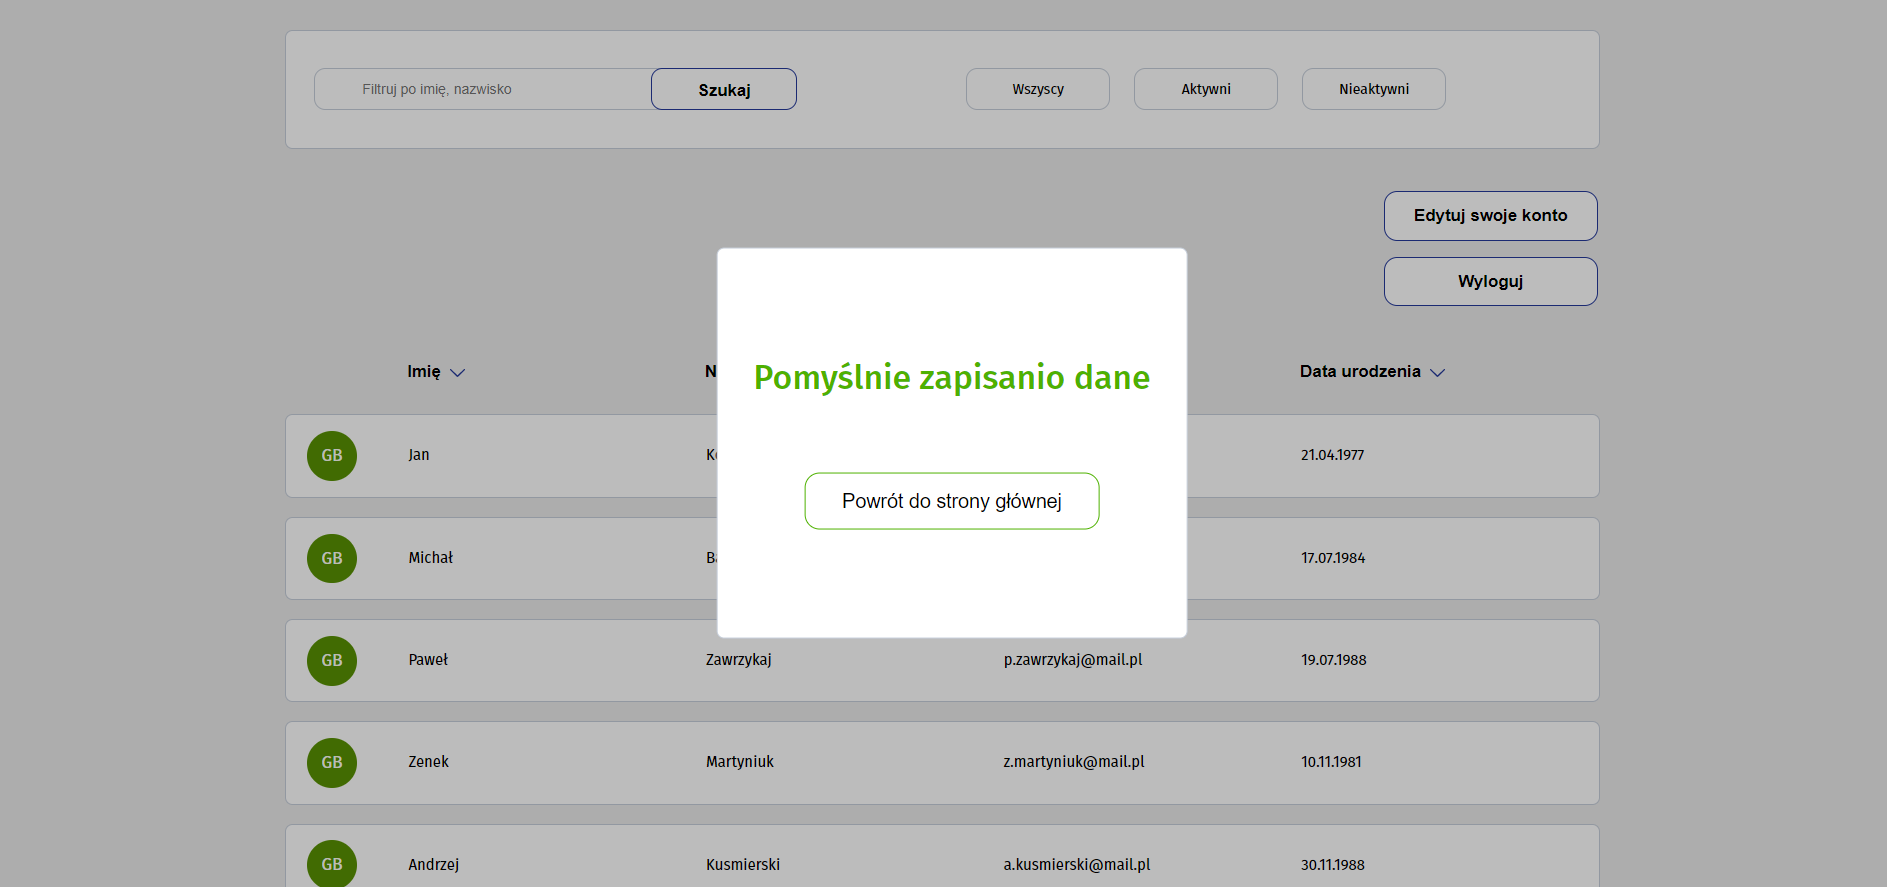 Filtruj po imię, nazwisko Szukaj Wszyscy Aktywni Nieaktywni
Edytuj swoje konto
Wyloguj
Imię Data urodzenia
Pomyślnie zapisanio dane
GB Jan 21.04.1977
Powrót do strony głównej
GB Michał 17.07.1984
GB Paweł Zawrzykaj p.zawrzykaj@mail.pl 19.07.1988
GB Zenek Martyniuk z.martyniuk@mail.pl 10.11.1981
GB Andrzej Kusmierski a.kusmierski@mail.pl 30.11.1988